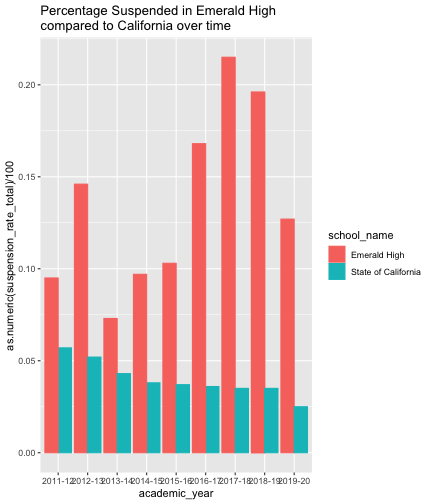 Percentage Suspended in Emerald High
compared to California over time
as.numeric(suspension_rate_total)/100
0.20
0.15
0.10
0.05
0.00
2011-12 2012-13 2013-14 2014-15 2015-16 2016-17 2017-18 2018-19 2019-20
academic_year
school_name
Emerald High
State of California